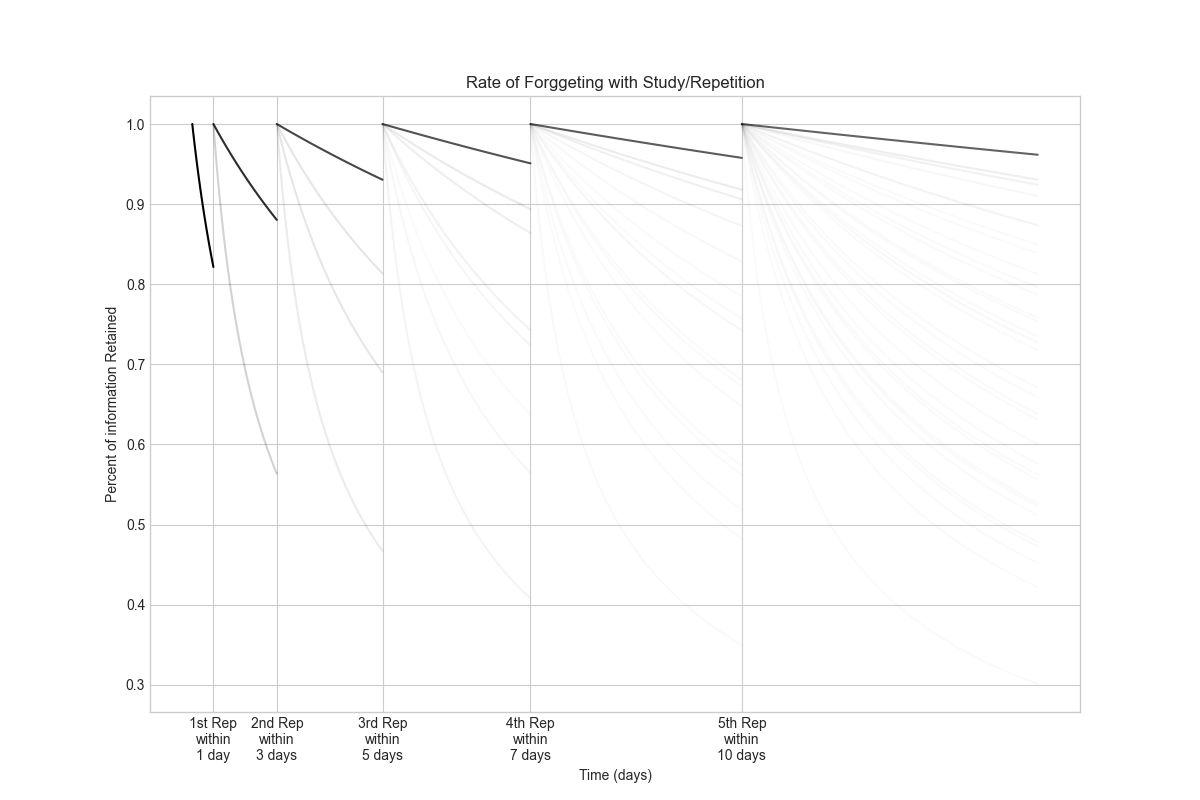 Rate of Forggeting with Study/Repetition
Percent of information Retained
1.0
0.9
0.8
0.7
0.6
0.5
0.4
0.3
1st Rep
within
1 day
2nd Rep
within
3 days
3rd Rep
within
5 days
4th Rep
within
7 days
5th Rep
within
10 days
Time (days)